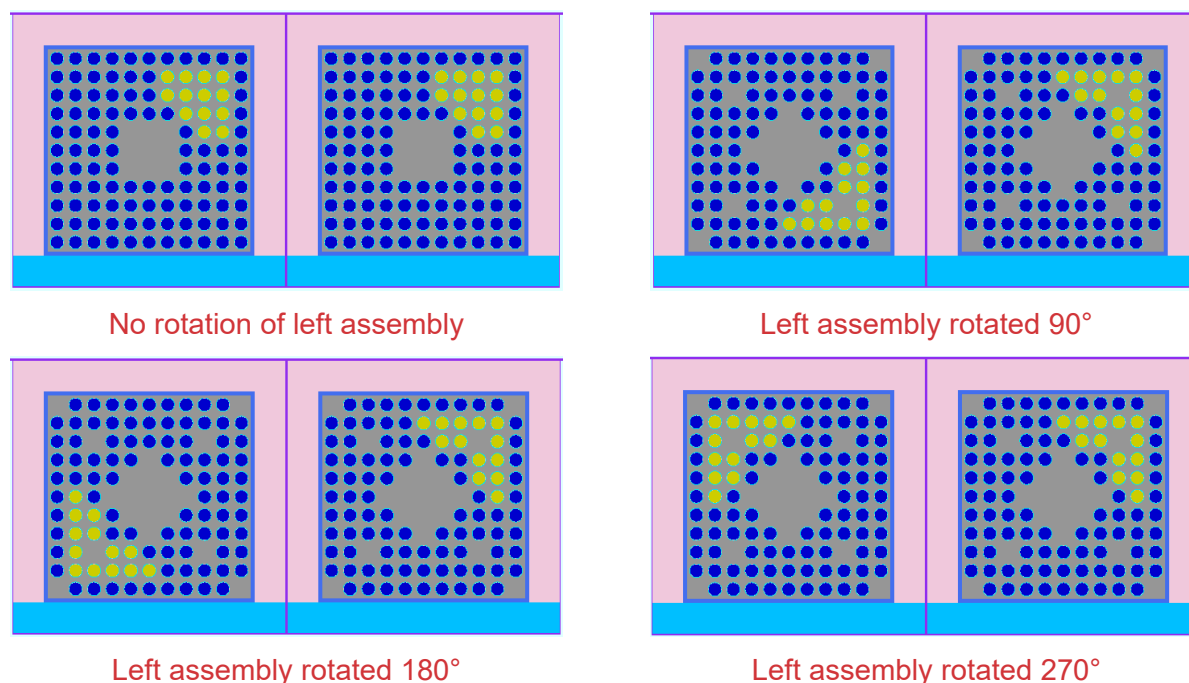 No rotation of left assembly
Left assembly rotated 90°
Left assembly rotated 180°
Left assembly rotated 270°